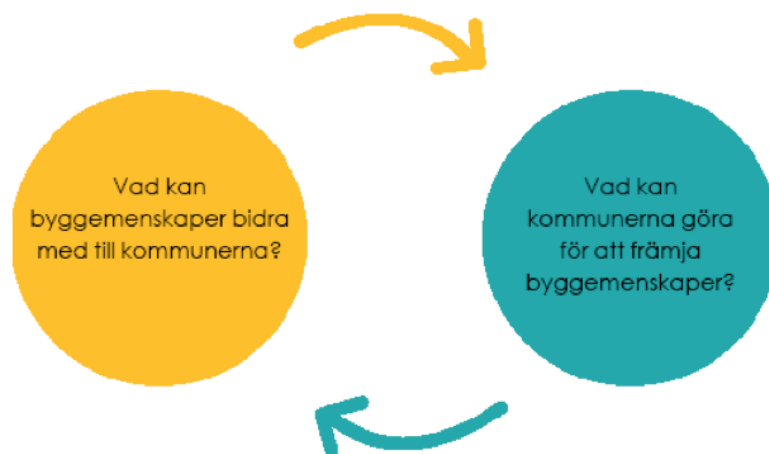 Vad kan
byggemenskaper bidra
med till kommunerna?
Vad kan
kommunerna göra
för att främja
byggemenskaper?